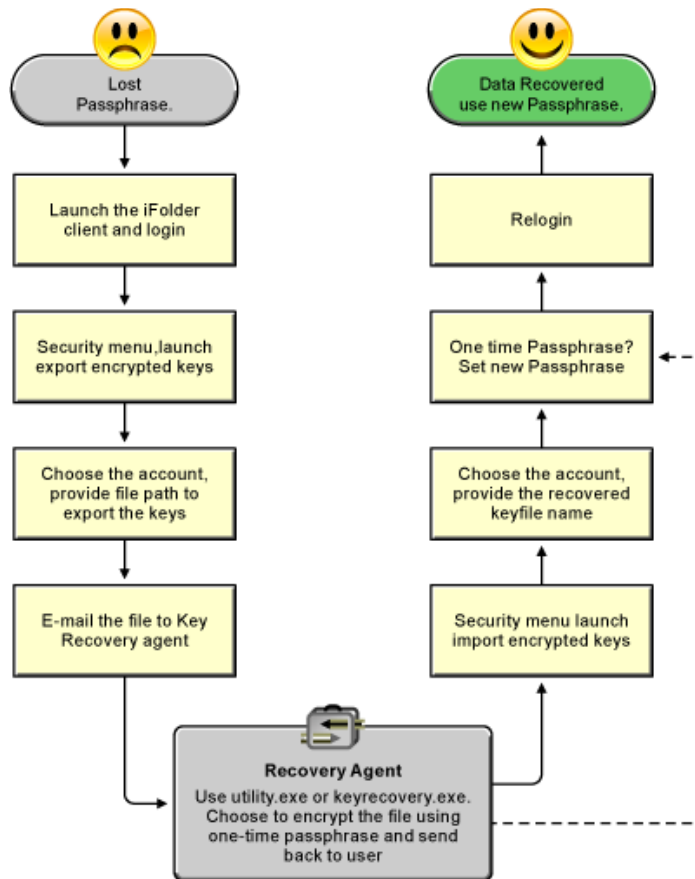 Lost
Passphrase.
Launch the iFolder
client and login
Security menu,launch
export encrypted keys
Choose the account,
provide file path to
export the keys
E-mail the file to Key
Recovery agent
Recovery Agent
Use utility.exe or keyrecovery.exe.
Choose to encrypt the file using
one-time passphrase and send
back to user
Security menu launch
import encrypted keys
Choose the account,
provide the recovered
keyfile name
One time Passphrase?
Set new Passphrase
Relogin
Data Recovered
use new Passphrase.